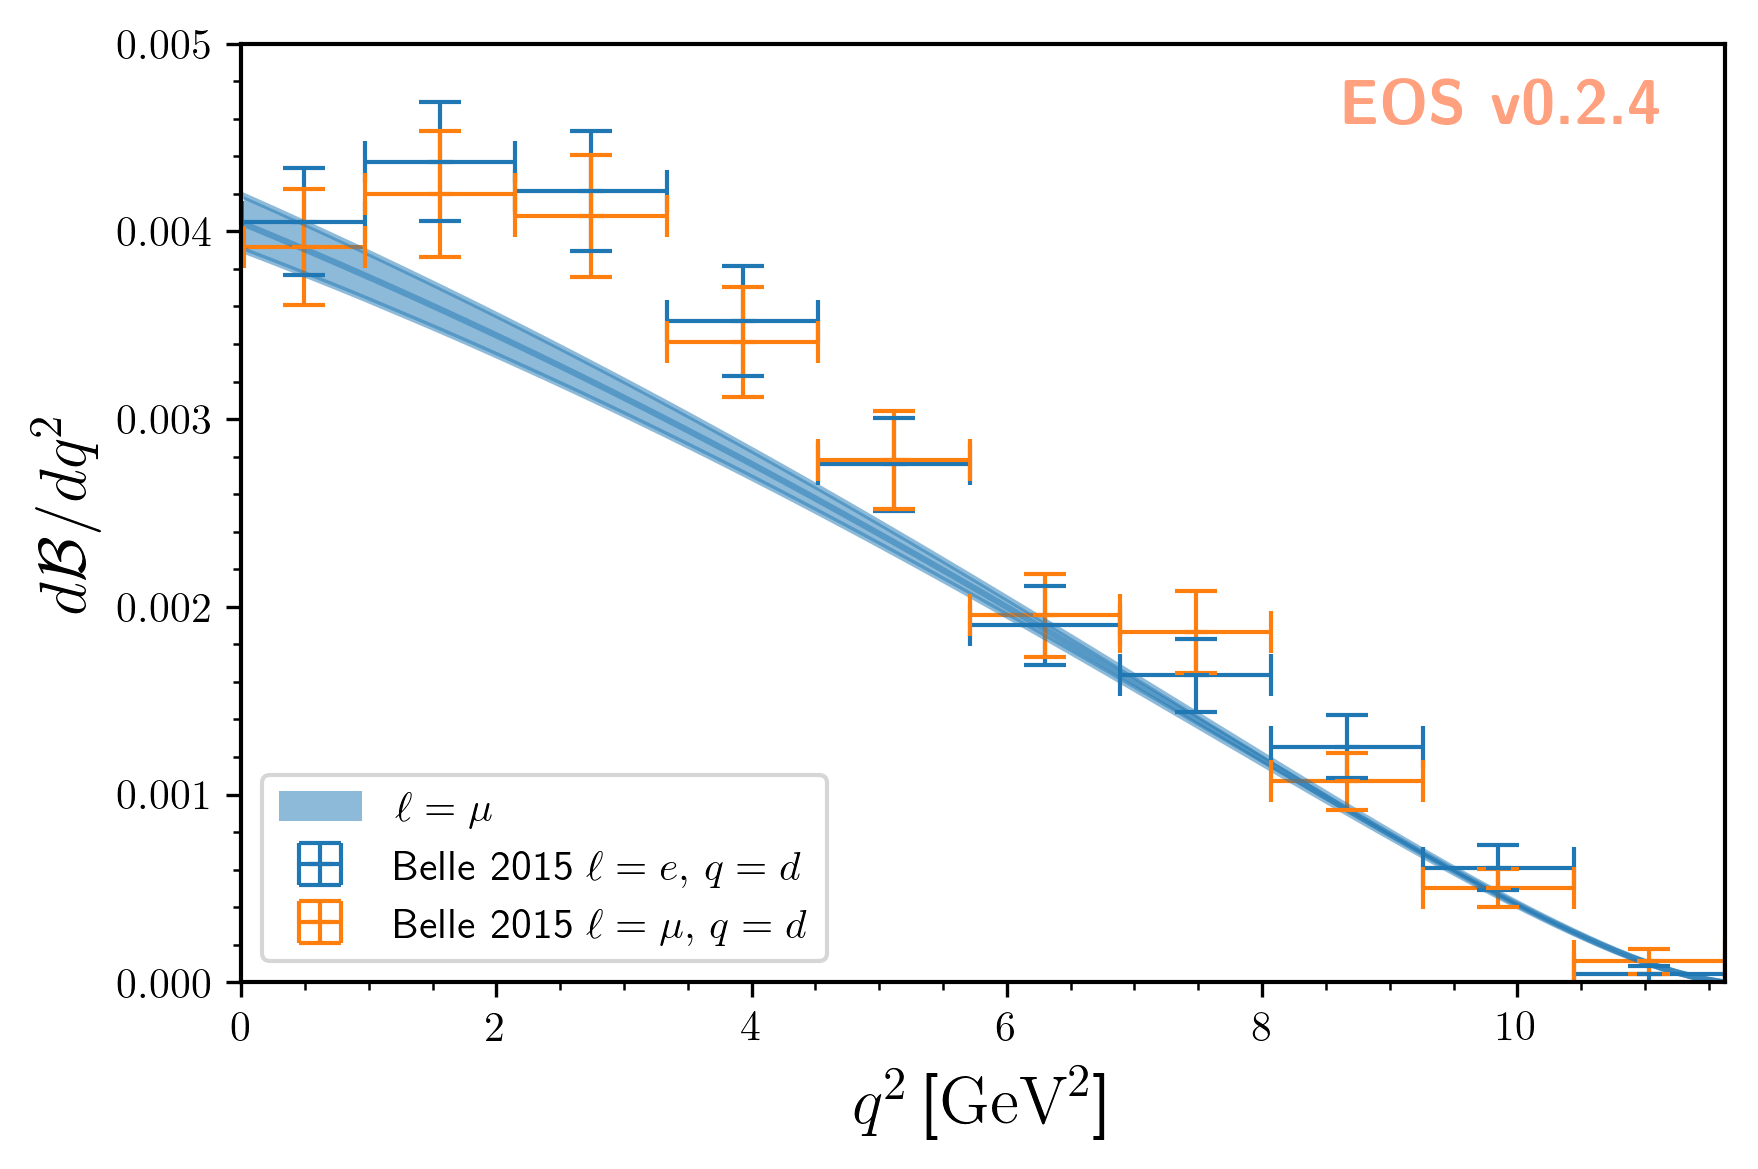 EOS v0.2.4
dℬ/dq²
0.005
0.004
0.003
0.002
0.001
0.000
ℓ = μ
Belle 2015 ℓ = e, q = d
Belle 2015 ℓ = μ, q = d
0 2 4 6 8 10
q² [GeV²]